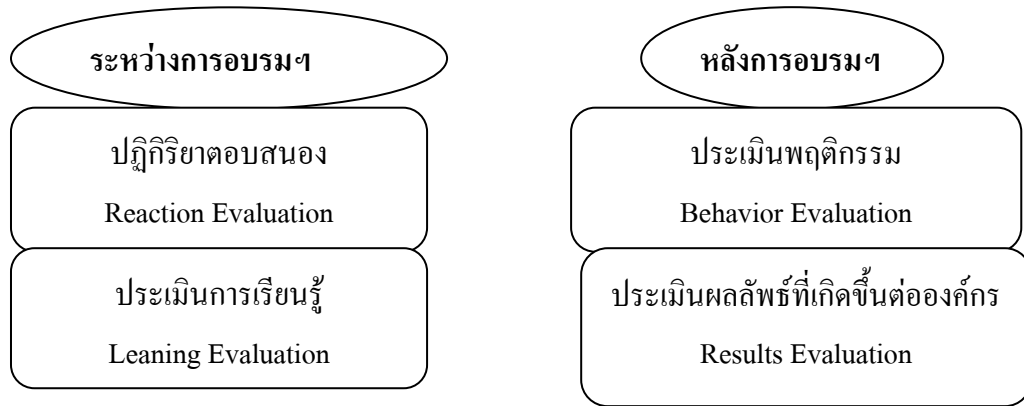 ระหว่างการอบรมฯ
ปฏิกิริยาตอบสนอง
Reaction Evaluation
ประเมินการเรียนรู้
Leaning Evaluation
หลังการอบรมฯ
ประเมินพฤติกรรม
Behavior Evaluation
ประเมินผลลัพธ์ที่เกิดขึ้นต่อองค์กร
Results Evaluation